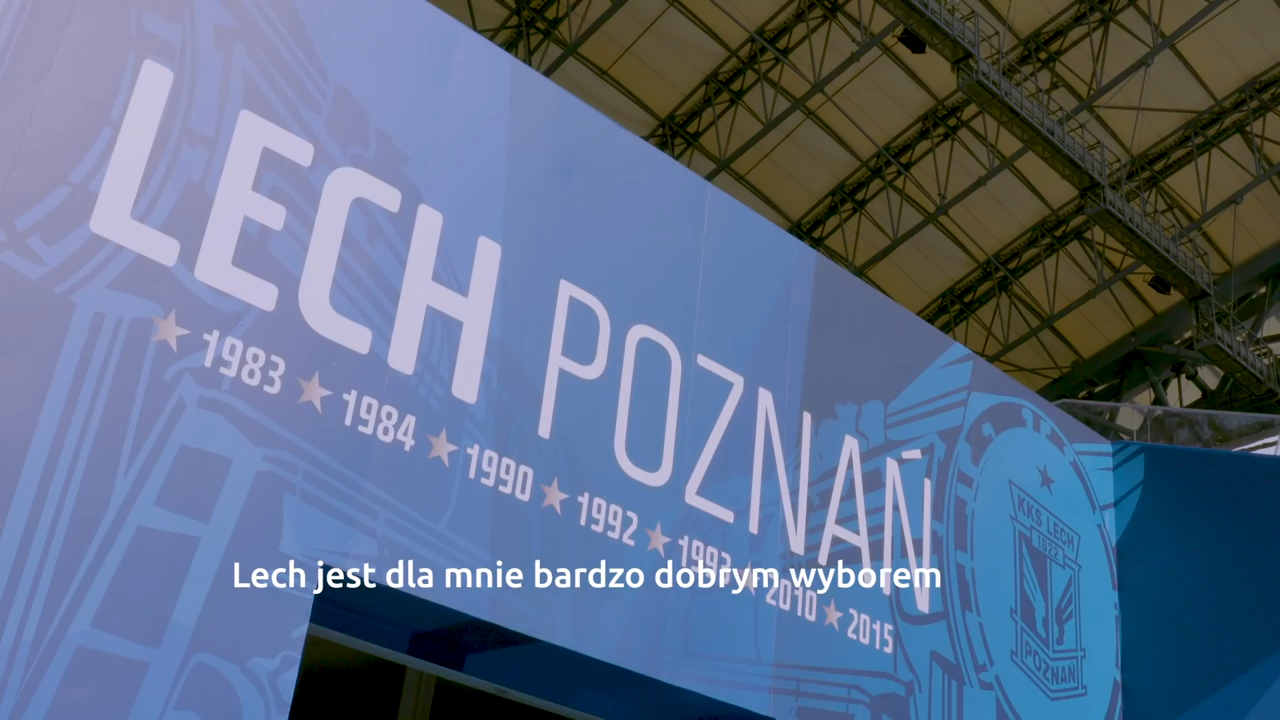 LECH POZNAŃ
★ 1983 ★ 1984 ★ 1990 ★ 1992 ★ 1993 ★ 2010 ★ 2015
KKS LECH
1922
POZNAŃ
Lech jest dla mnie bardzo dobrym wyborem